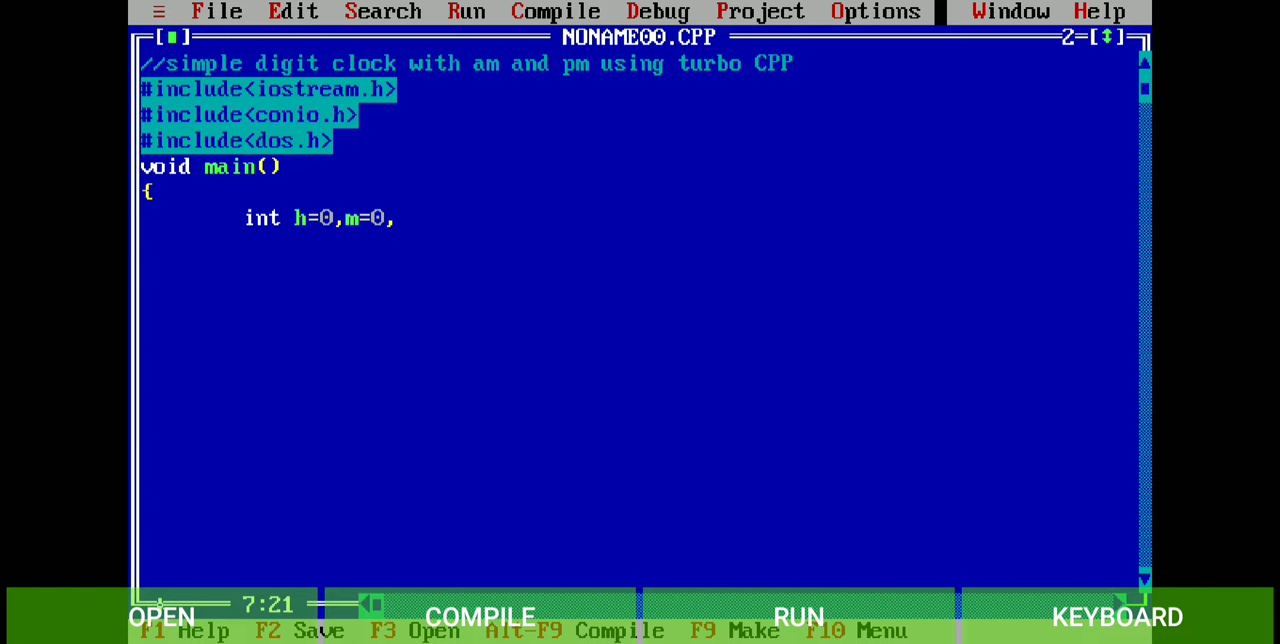 ≡ File Edit Search Run Compile Debug Project Options Window Help
[■] NONAME00.CPP 2=[↕]
//simple digit clock with am and pm using turbo CPP
#include<iostream.h>
#include<conio.h>
#include<dos.h>
void main()
{
int h=0,m=0,
7:21
OPEN COMPILE RUN KEYBOARD
F1 Help F2 Save F3 Open Alt-F9 Compile F9 Make F10 Menu